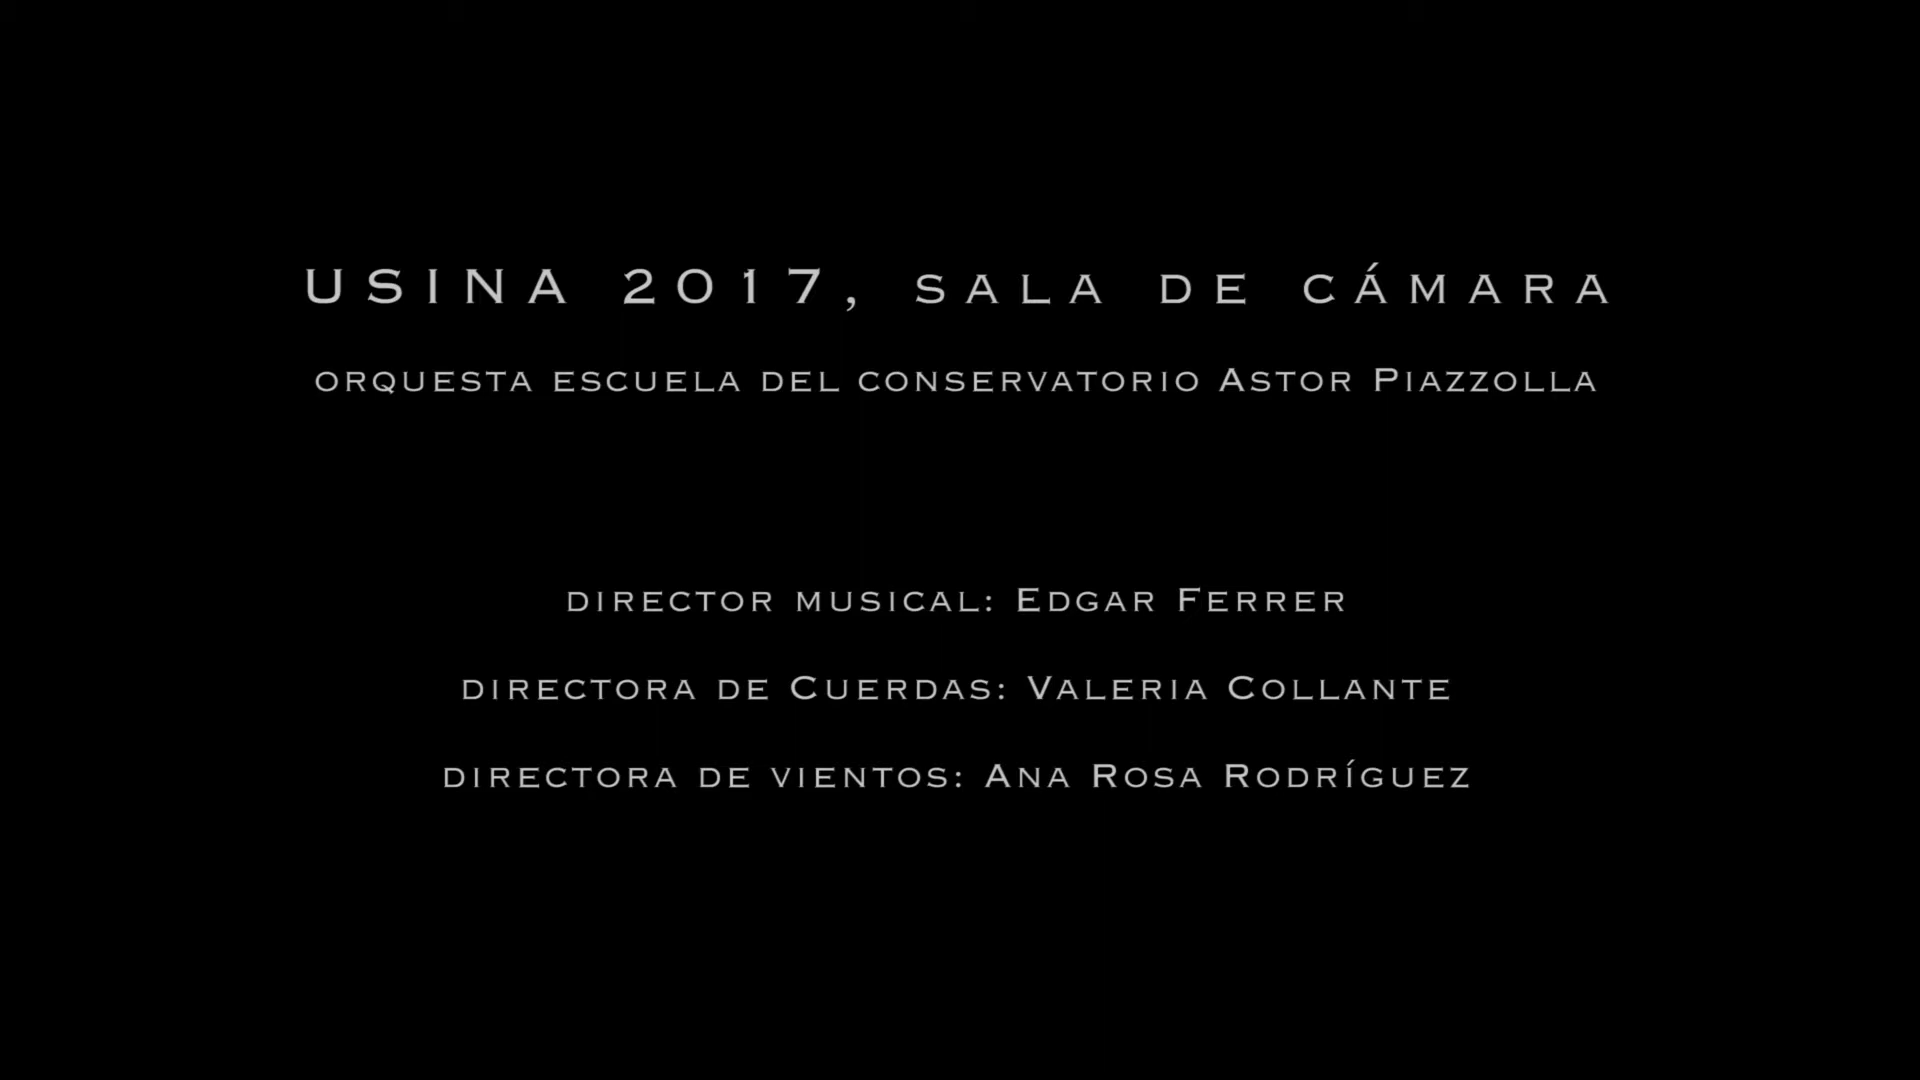 USINA 2017, SALA DE CÁMARA
ORQUESTA ESCUELA DEL CONSERVATORIO ASTOR PIAZZOLLA
DIRECTOR MUSICAL: EDGAR FERRER
DIRECTORA DE CUERDAS: VALERIA COLLANTE
DIRECTORA DE VIENTOS: ANA ROSA RODRÍGUEZ